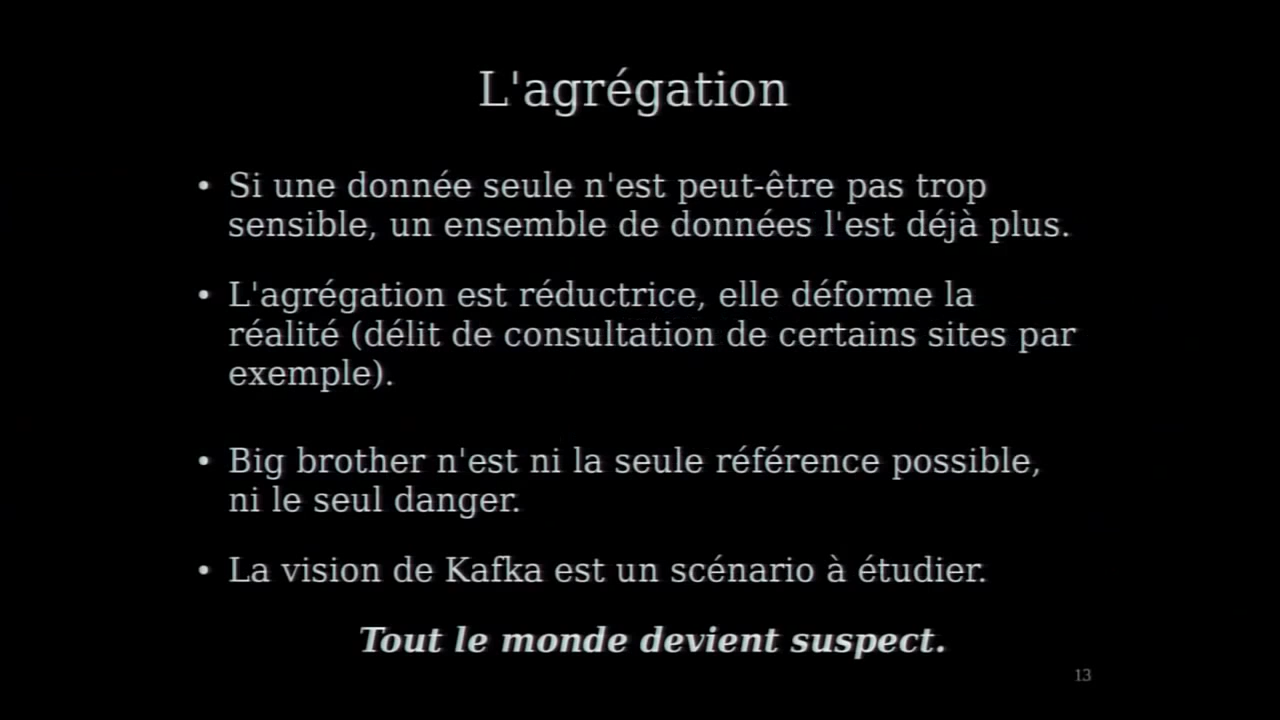 L'agrégation
• Si une donnée seule n'est peut-être pas trop
sensible, un ensemble de données l'est déjà plus.
• L'agrégation est réductrice, elle déforme la
réalité (délit de consultation de certains sites par
exemple).
• Big brother n'est ni la seule référence possible,
ni le seul danger.
• La vision de Kafka est un scénario à étudier.
Tout le monde devient suspect.
13